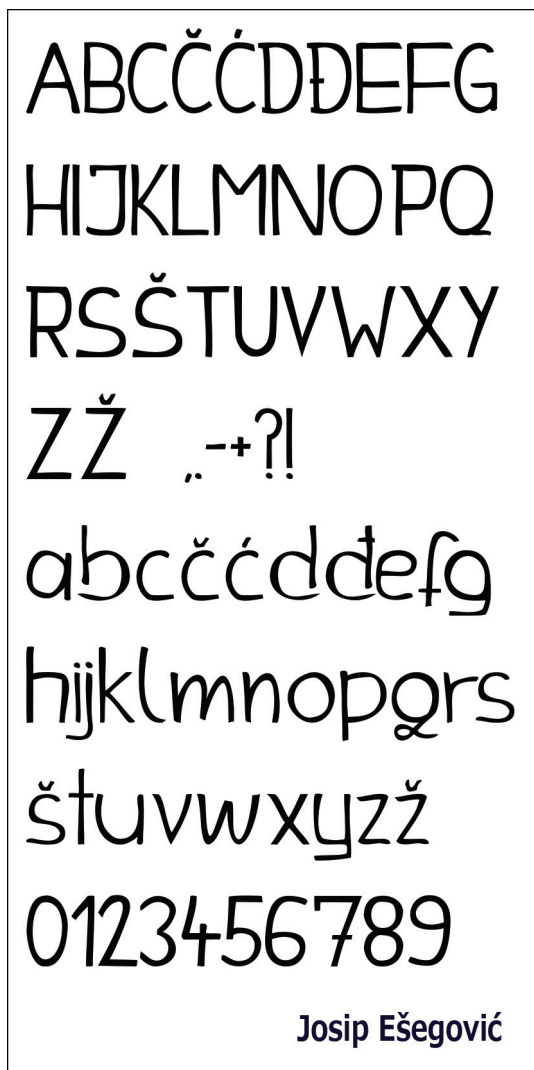 ABCČĆDĐEFG
HIJKLMNOPQ
RSŠTUVWXY
ZŽ ,.-+?!
abcčćdđefg
hijklmnopqrs
štuvwxyzž
0123456789
Josip Ešegović